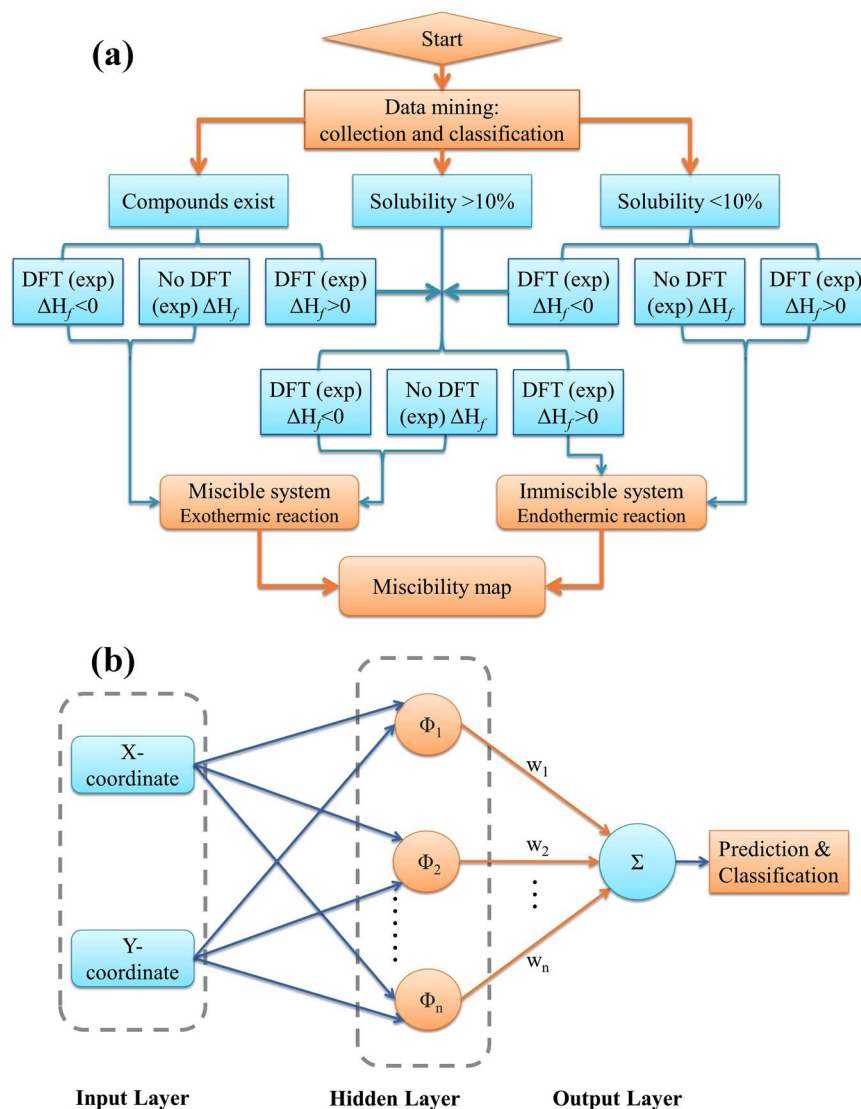 (a)
Start
Data mining:
collection and classification
Compounds exist
Solubility >10%
Solubility <10%
DFT (exp)
ΔHf<0
No DFT
(exp) ΔHf
DFT (exp)
ΔHf>0
DFT (exp)
ΔHf<0
No DFT
(exp) ΔHf
DFT (exp)
ΔHf>0
DFT (exp)
ΔHf<0
No DFT
(exp) ΔHf
DFT (exp)
ΔHf>0
Miscible system
Exothermic reaction
Immiscible system
Endothermic reaction
Miscibility map
(b)
X-
coordinate
Y-
coordinate
Φ1
Φ2
Φn
w1
w2
wn
Σ
Prediction &
Classification
Input Layer
Hidden Layer
Output Layer